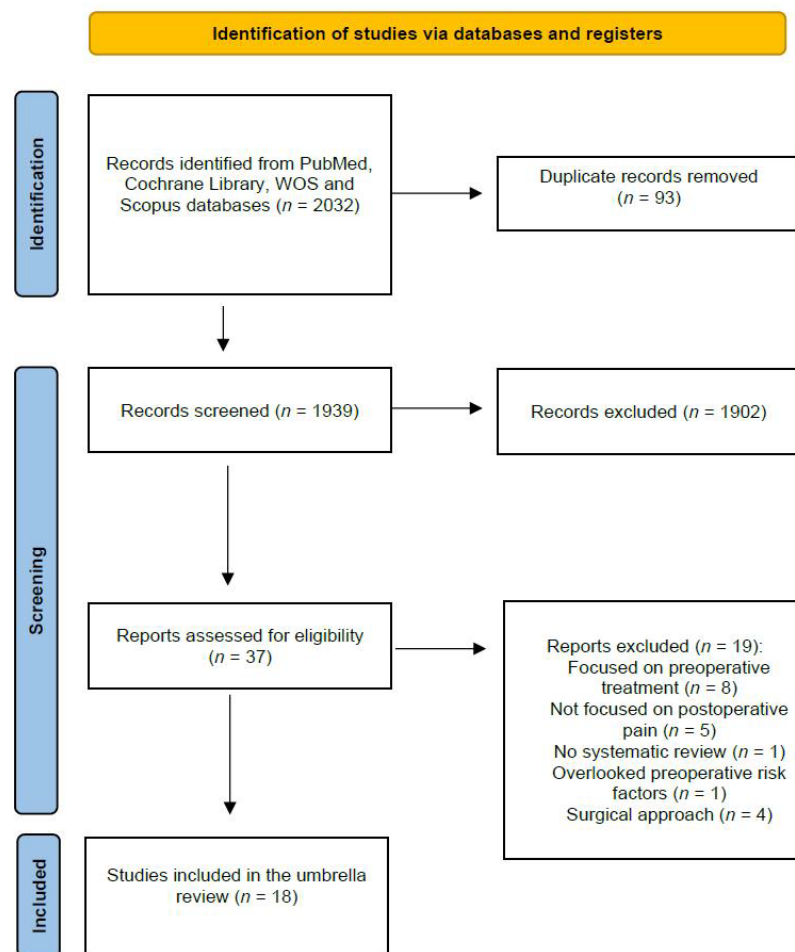 Identification of studies via databases and registers
Identification
Records identified from PubMed,
Cochrane Library, WOS and
Scopus databases (n = 2032)
Duplicate records removed
(n = 93)
Screening
Records screened (n = 1939)
Records excluded (n = 1902)
Reports assessed for eligibility
(n = 37)
Reports excluded (n = 19):
Focused on preoperative
treatment (n = 8)
Not focused on postoperative
pain (n = 5)
No systematic review (n = 1)
Overlooked preoperative risk
factors (n = 1)
Surgical approach (n = 4)
Included
Studies included in the umbrella
review (n = 18)